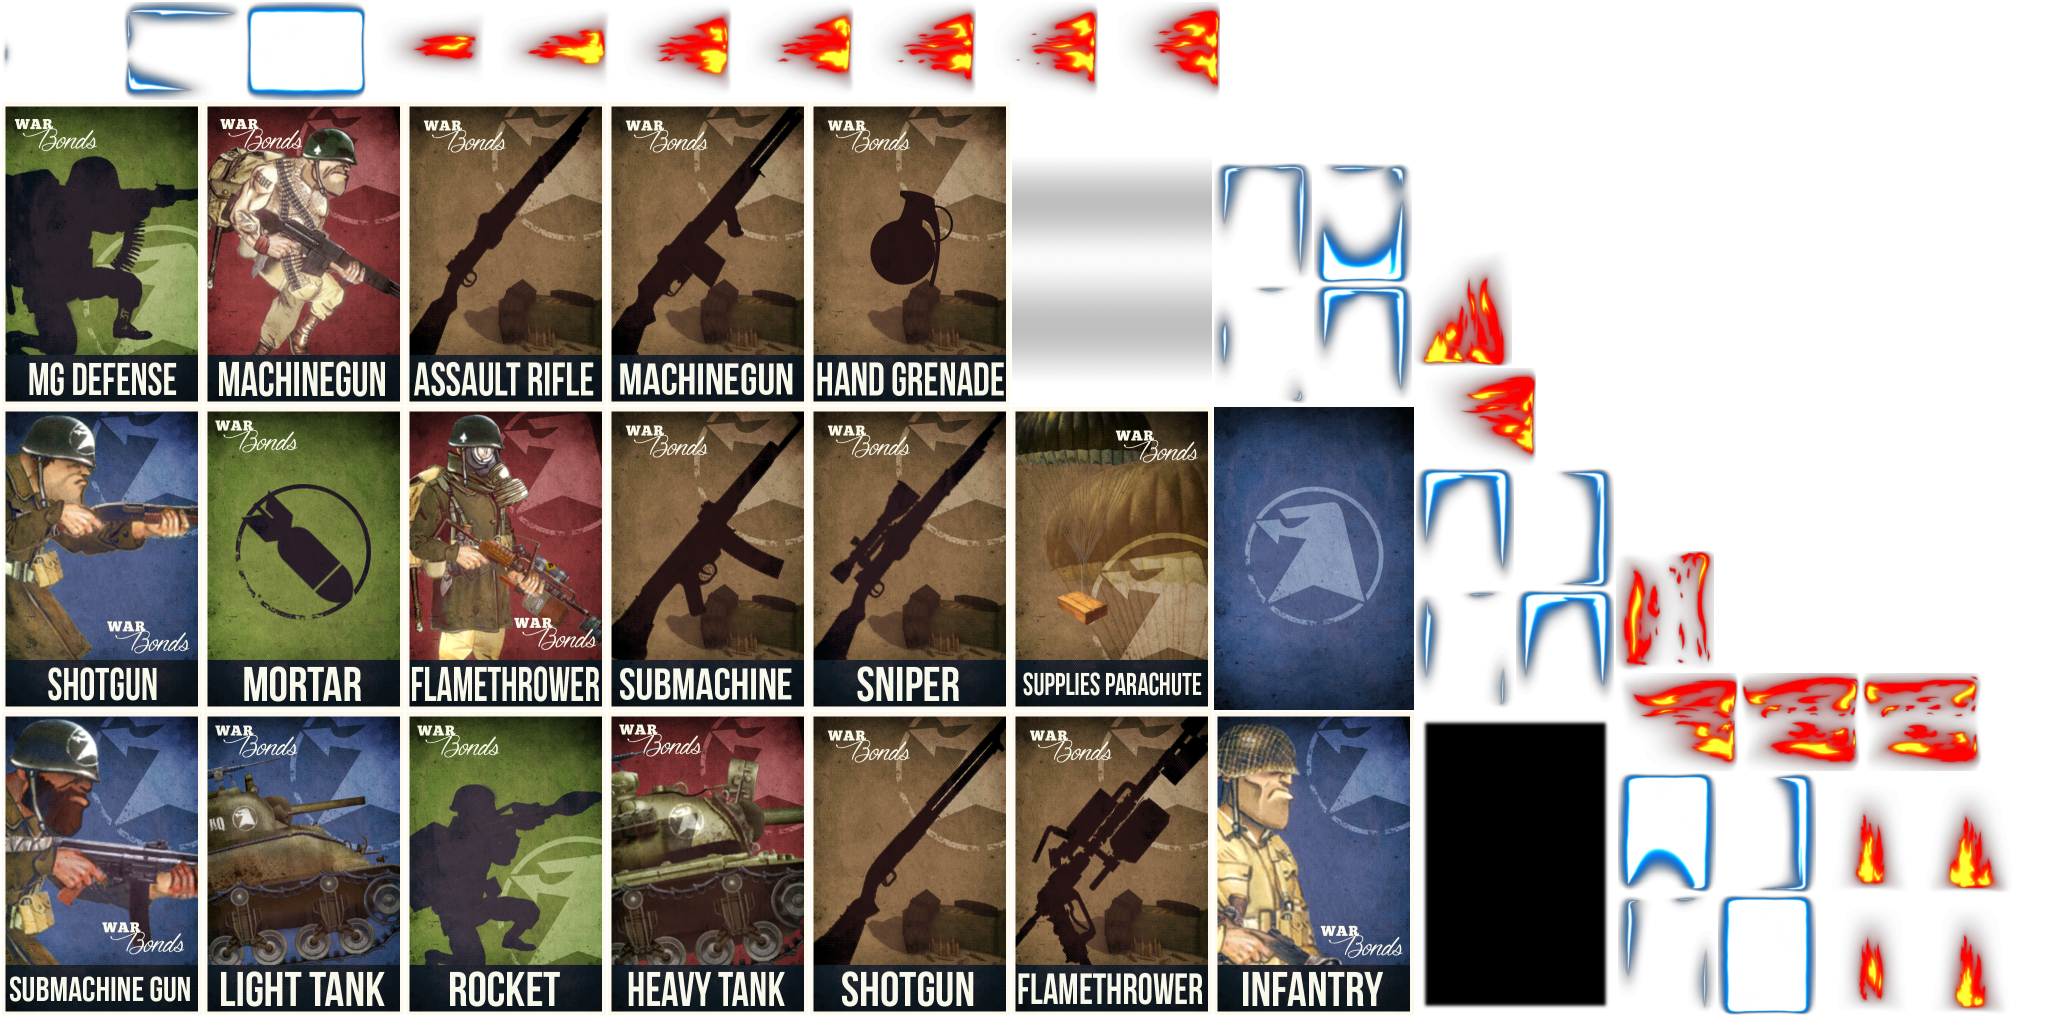 WAR
Bonds
MG DEFENSE
WAR
Bonds
MACHINEGUN
WAR
Bonds
ASSAULT RIFLE
WAR
Bonds
MACHINEGUN
WAR
Bonds
HAND GRENADE
SHOTGUN
WAR
Bonds
WAR
Bonds
MORTAR
WAR
Bonds
FLAMETHROWER
WAR
Bonds
SUBMACHINE
WAR
Bonds
SNIPER
WAR
Bonds
SUPPLIES PARACHUTE
WAR
Bonds
SUBMACHINE GUN
WAR
Bonds
LIGHT TANK
WAR
Bonds
ROCKET
WAR
Bonds
HEAVY TANK
WAR
Bonds
SHOTGUN
WAR
Bonds
FLAMETHROWER
WAR
Bonds
INFANTRY